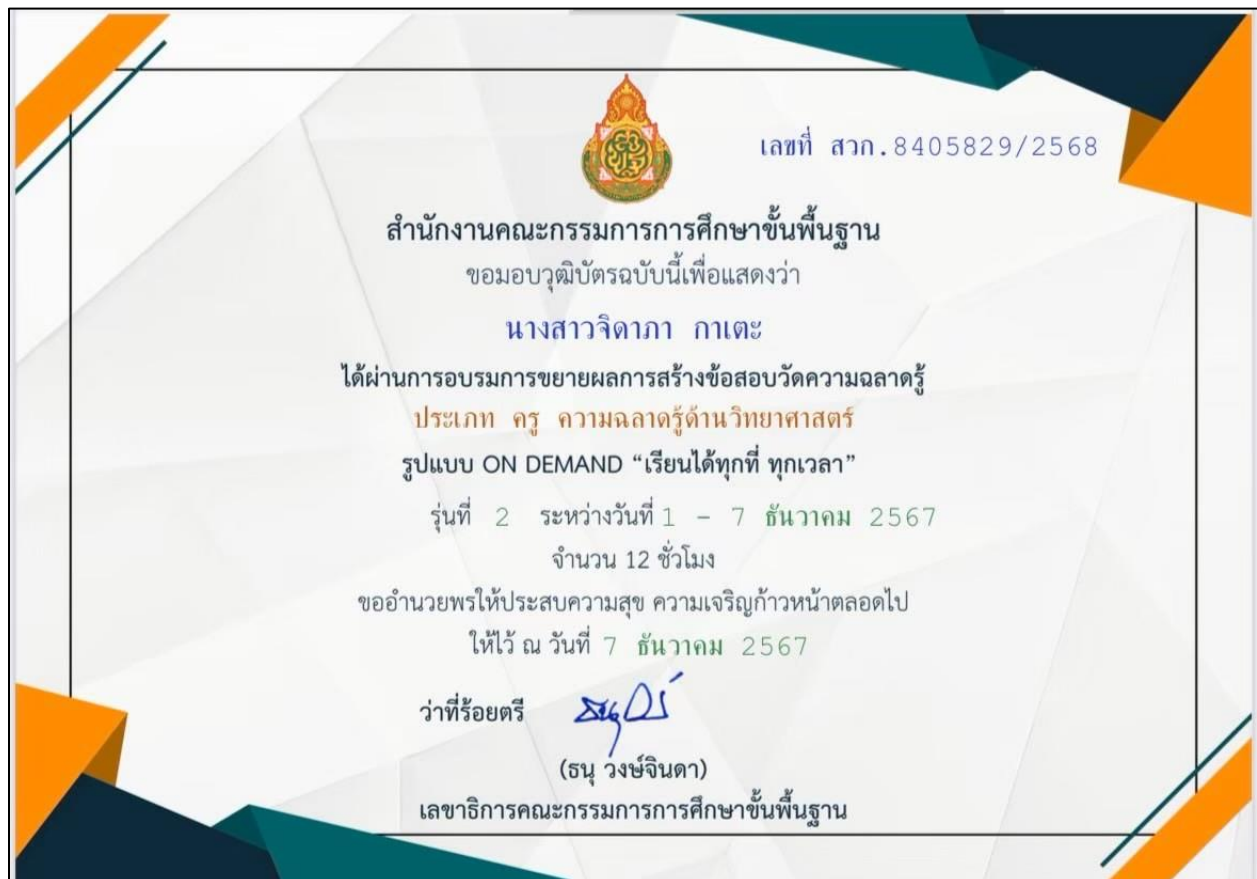 เลขที่ สวก.8405829/2568
สำนักงานคณะกรรมการการศึกษาขั้นพื้นฐาน
ขอมอบวุฒิบัตรฉบับนี้เพื่อแสดงว่า
นางสาวจิดาภา กาเตะ
ได้ผ่านการอบรมการขยายผลการสร้างข้อสอบวัดความฉลาดรู้
ประเภท ครู ความฉลาดรู้ด้านวิทยาศาสตร์
รูปแบบ ON DEMAND “เรียนได้ทุกที่ ทุกเวลา”
รุ่นที่ 2 ระหว่างวันที่ 1 - 7 ธันวาคม 2567
จำนวน 12 ชั่วโมง
ขออำนวยพรให้ประสบความสุข ความเจริญก้าวหน้าตลอดไป
ให้ไว้ ณ วันที่ 7 ธันวาคม 2567
ว่าที่ร้อยตรี
(ธนุ วงษ์จินดา)
เลขาธิการคณะกรรมการการศึกษาขั้นพื้นฐาน